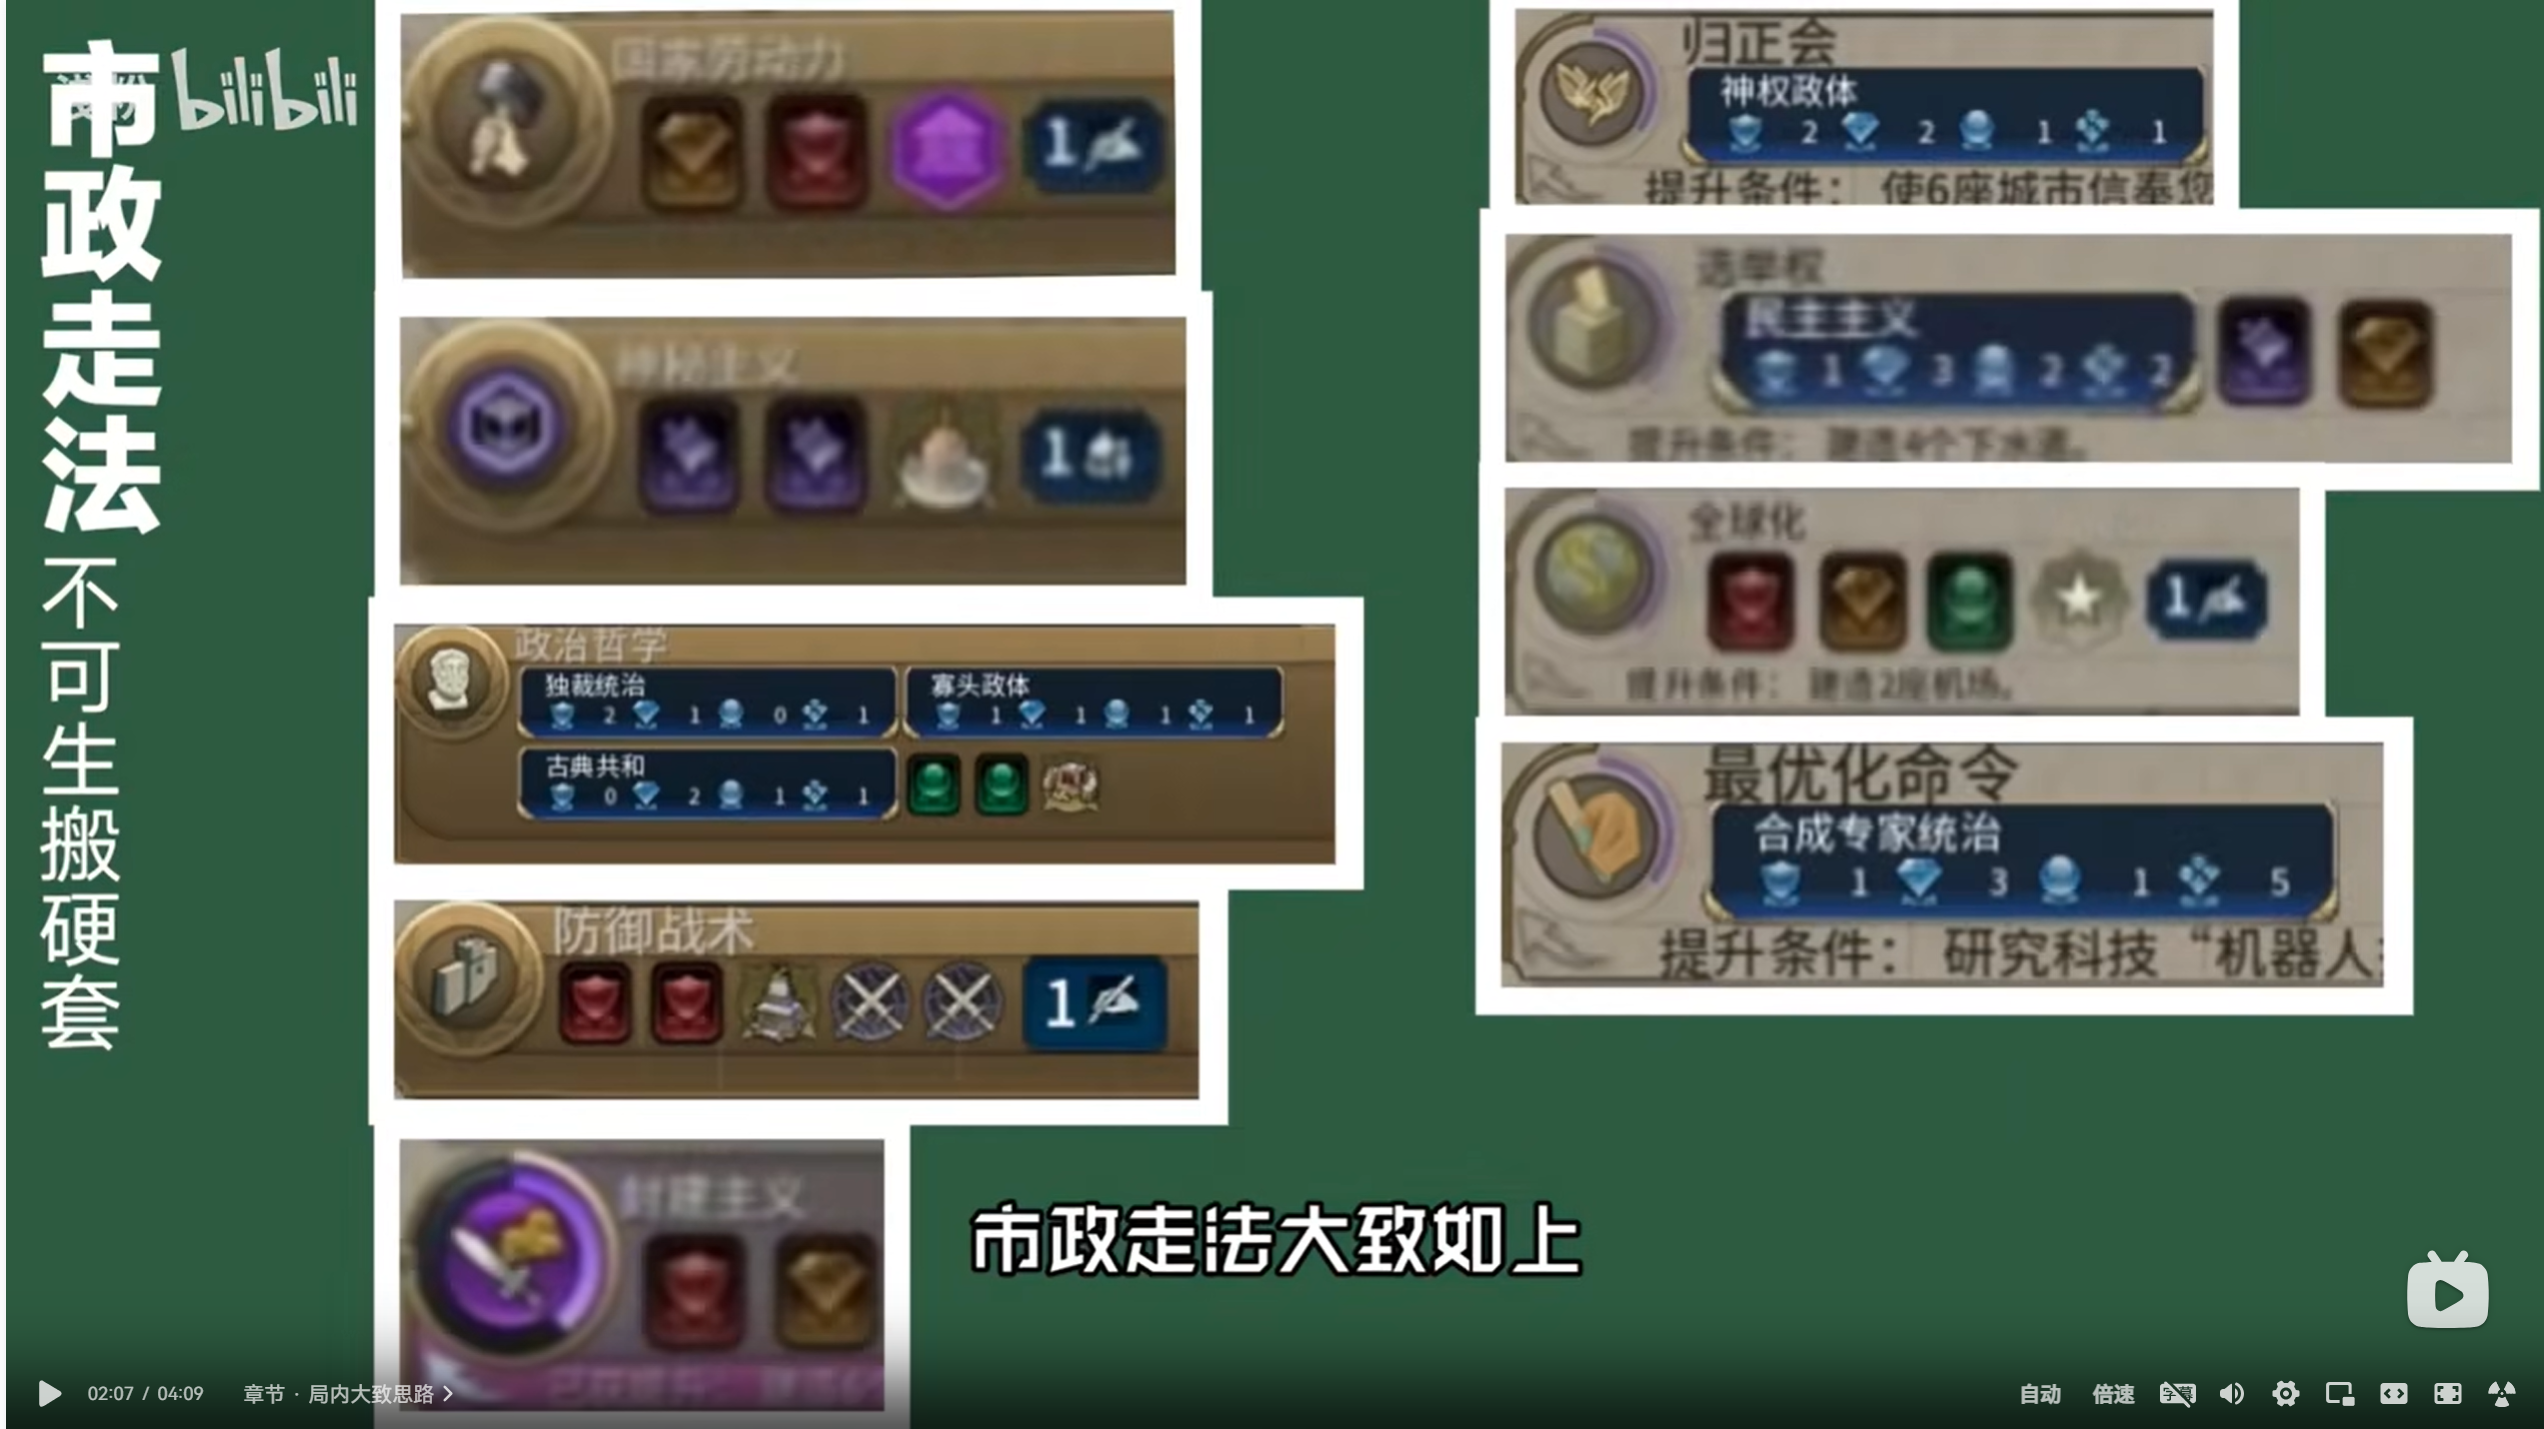 市政走法
不可生搬硬套
bilibili
国家劳动力
1
神秘主义
1
政治哲学
独裁统治
2 1 0 1
寡头政体
1 1 1 1
古典共和
0 2 1 1
防御战术
1
封建主义
归正会
神权政体
2 2 1 1
提升条件： 使6座城市信奉您
选举权
民主主义
1 3 2 2
提升条件： 建造4个下水道。
全球化
1
提升条件： 建造2座机场。
最优化命令
合成专家统治
1 3 1 5
提升条件： 研究科技“机器人
市政走法大致如上
02:07 / 04:09
章节 · 局内大致思路 >
自动
倍速
字幕